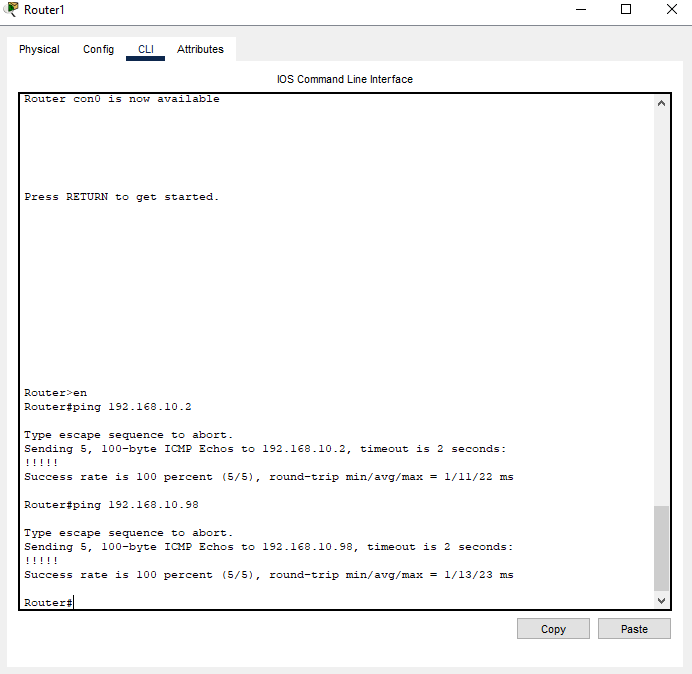 Router1
Physical Config CLI Attributes
IOS Command Line Interface
Router con0 is now available
Press RETURN to get started.
Router>en
Router#ping 192.168.10.2
Type escape sequence to abort.
Sending 5, 100-byte ICMP Echos to 192.168.10.2, timeout is 2 seconds:
!!!!!
Success rate is 100 percent (5/5), round-trip min/avg/max = 1/11/22 ms
Router#ping 192.168.10.98
Type escape sequence to abort.
Sending 5, 100-byte ICMP Echos to 192.168.10.98, timeout is 2 seconds:
!!!!!
Success rate is 100 percent (5/5), round-trip min/avg/max = 1/13/23 ms
Router#
Copy Paste